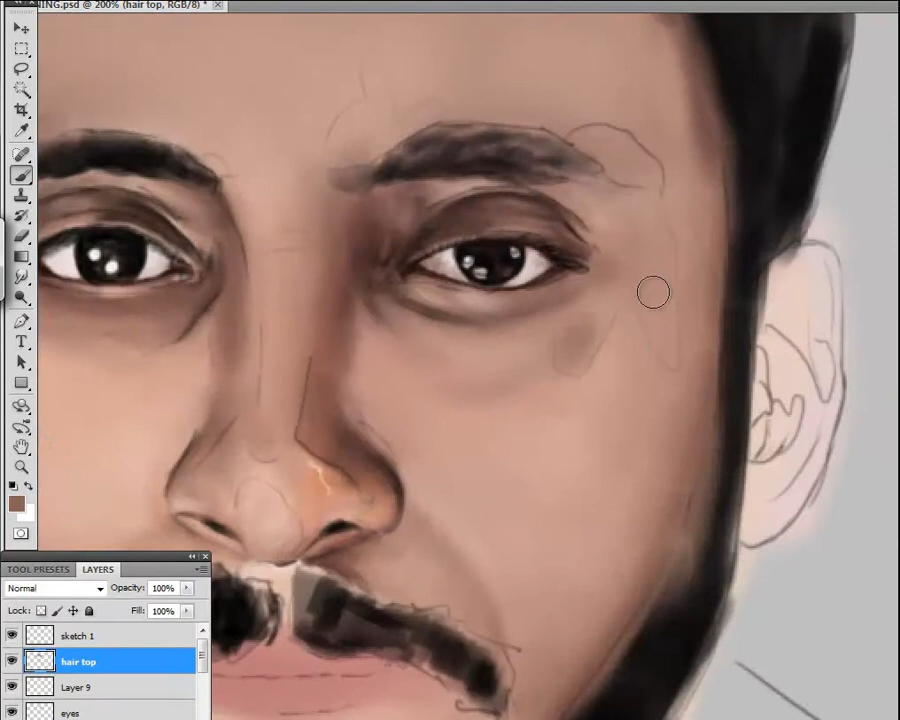 NING.psd @ 200% (hair top, RGB/8) *
TOOL PRESETS LAYERS
Normal Opacity: 100%
Lock: Fill: 100%
sketch 1
hair top
Layer 9
eyes